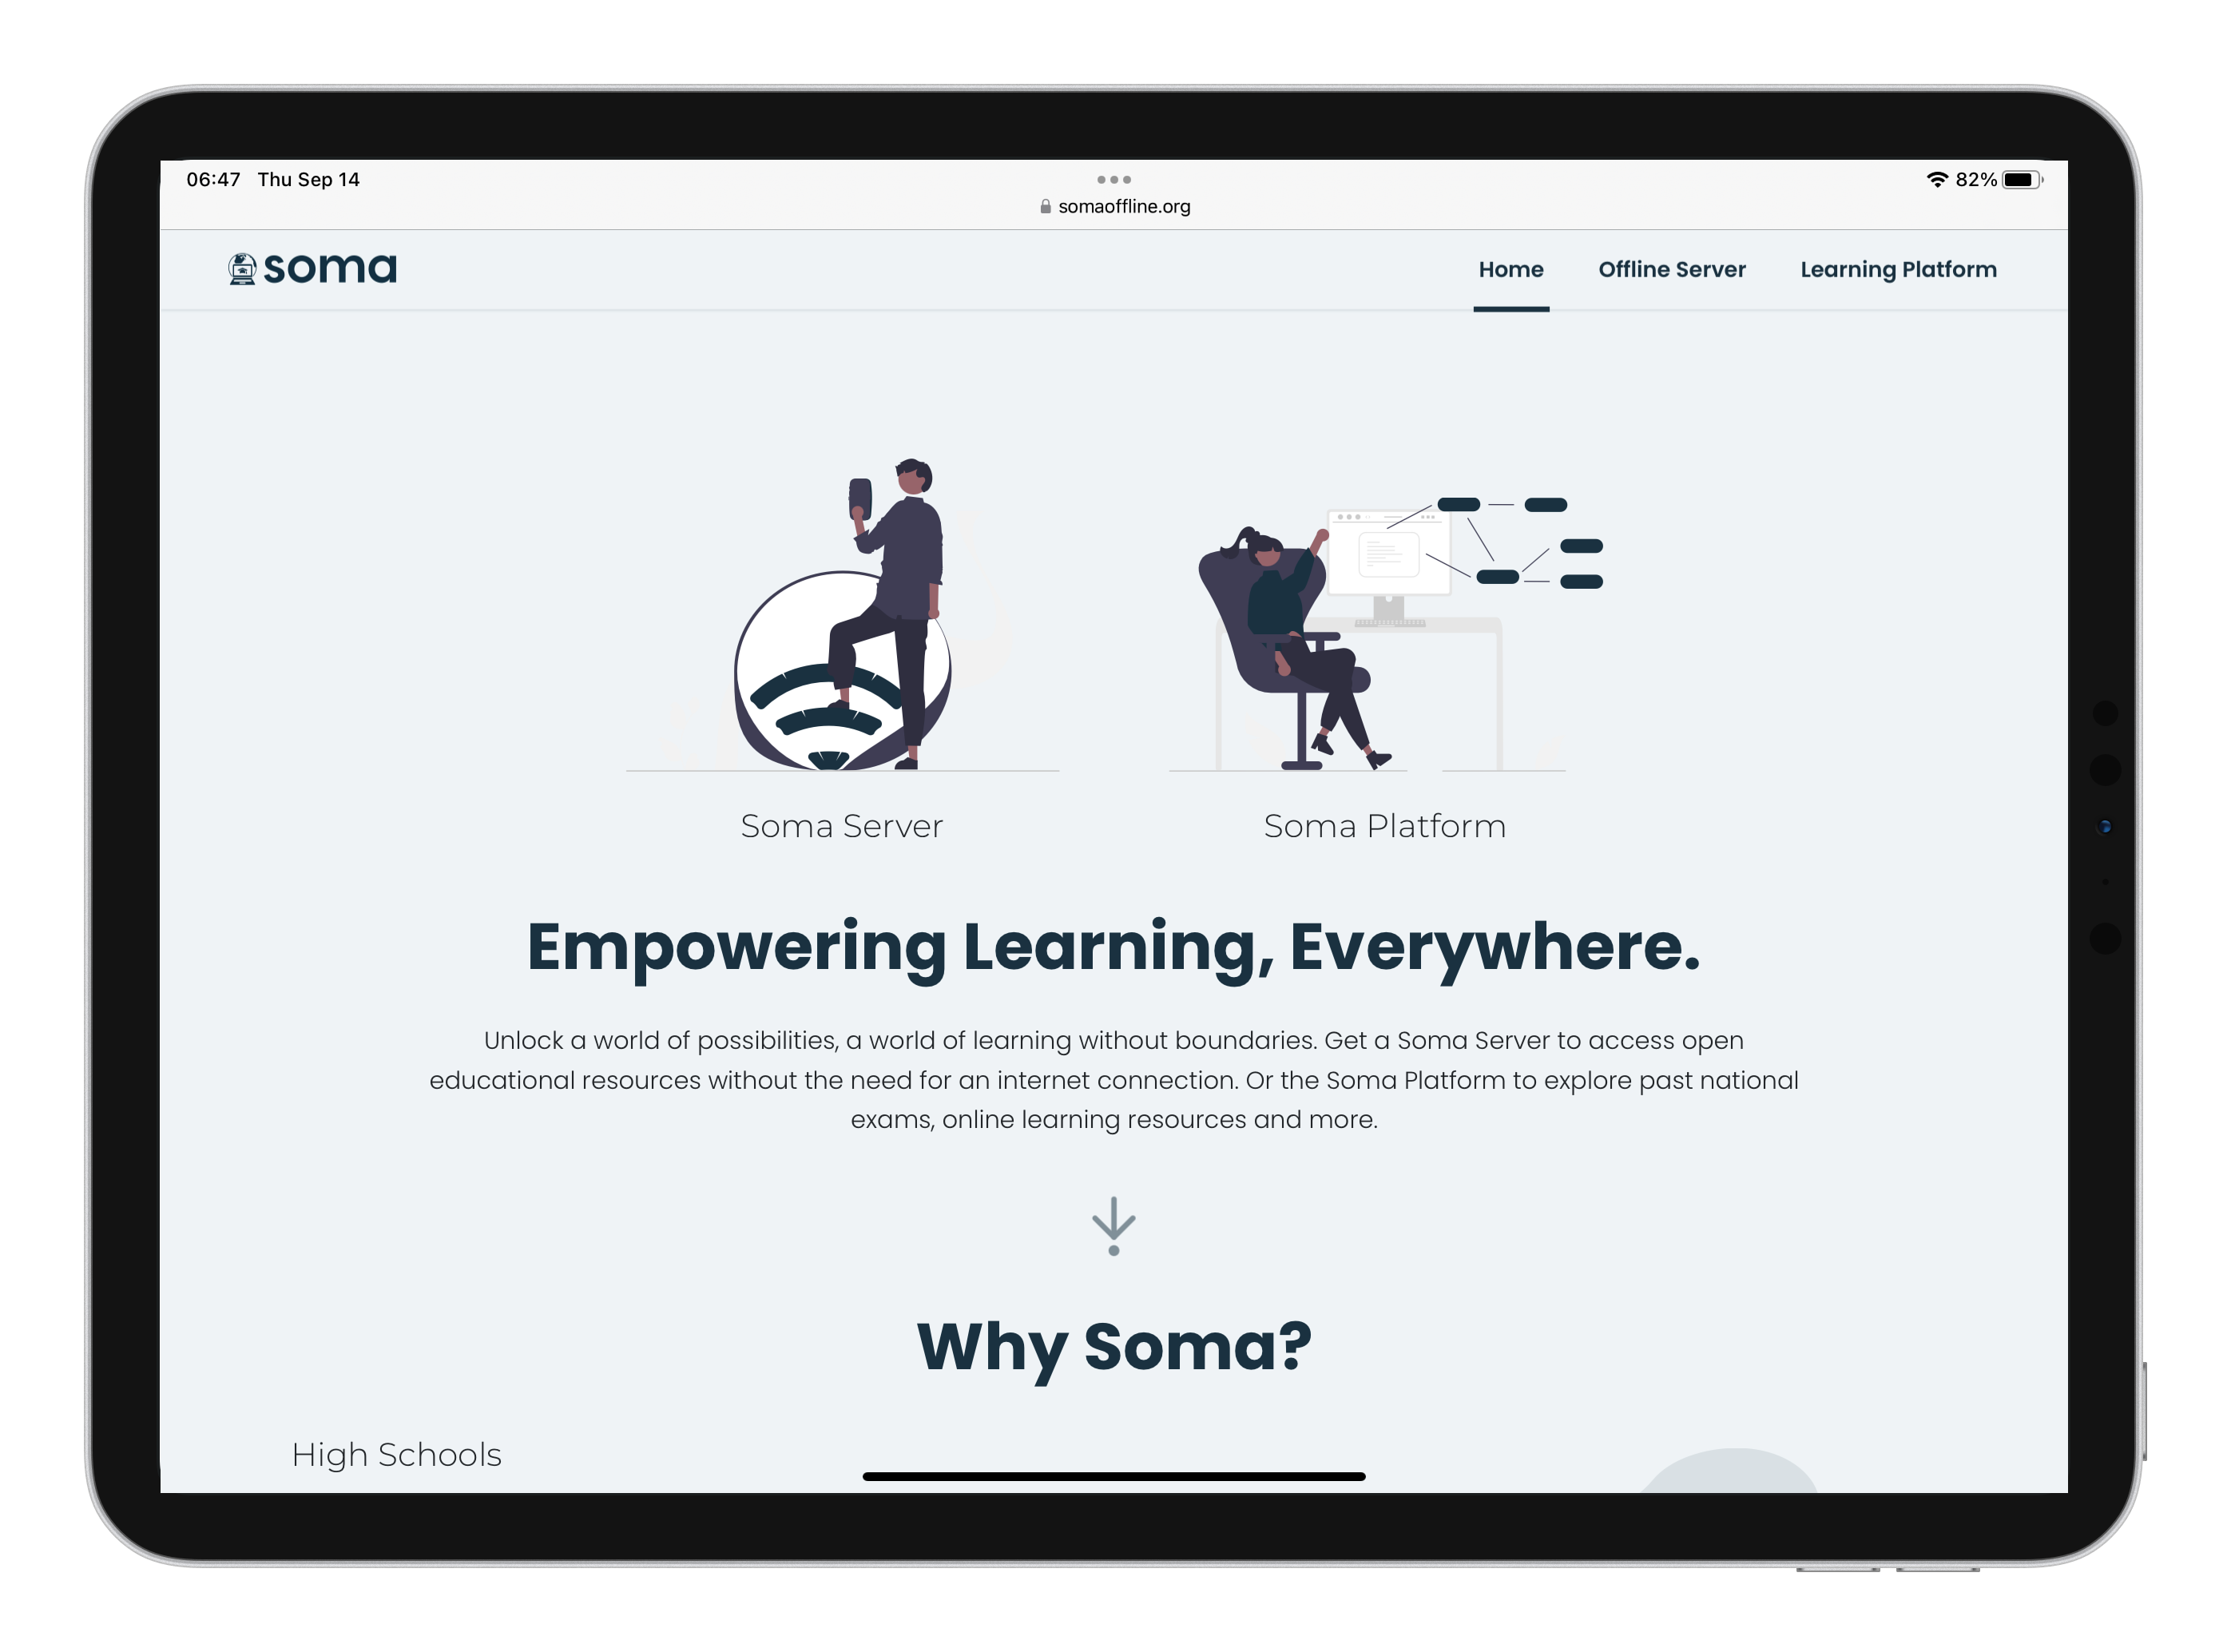 06:47 Thu Sep 14
82%
somaoffline.org
soma
Home Offline Server Learning Platform
Soma Server Soma Platform
Empowering Learning, Everywhere.
Unlock a world of possibilities, a world of learning without boundaries. Get a Soma Server to access open
educational resources without the need for an internet connection. Or the Soma Platform to explore past national
exams, online learning resources and more.
Why Soma?
High Schools